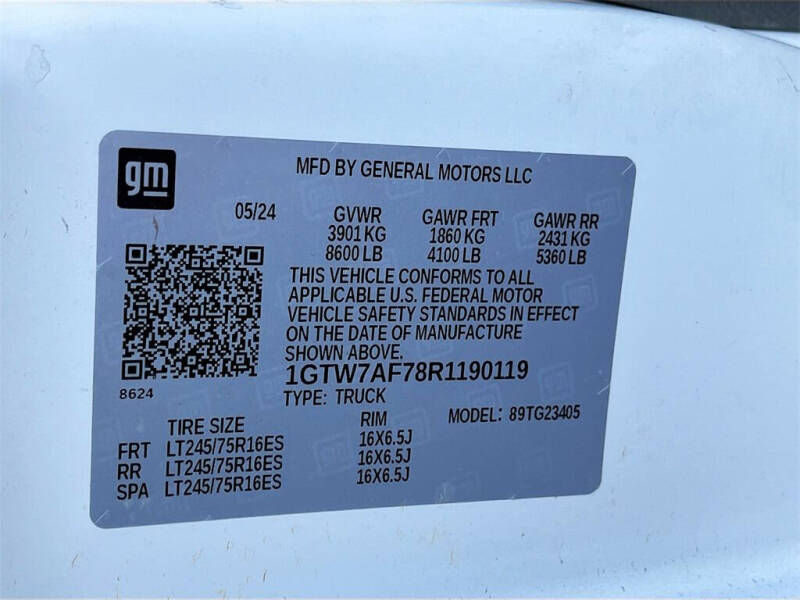 gm
MFD BY GENERAL MOTORS LLC
05/24 GVWR GAWR FRT GAWR RR
3901 KG 1860 KG 2431 KG
8600 LB 4100 LB 5360 LB
THIS VEHICLE CONFORMS TO ALL
APPLICABLE U.S. FEDERAL MOTOR
VEHICLE SAFETY STANDARDS IN EFFECT
ON THE DATE OF MANUFACTURE
SHOWN ABOVE.
8624
1GTW7AF78R1190119
TYPE: TRUCK
MODEL: 89TG23405
TIRE SIZE RIM
FRT LT245/75R16ES 16X6.5J
RR LT245/75R16ES 16X6.5J
SPA LT245/75R16ES 16X6.5J